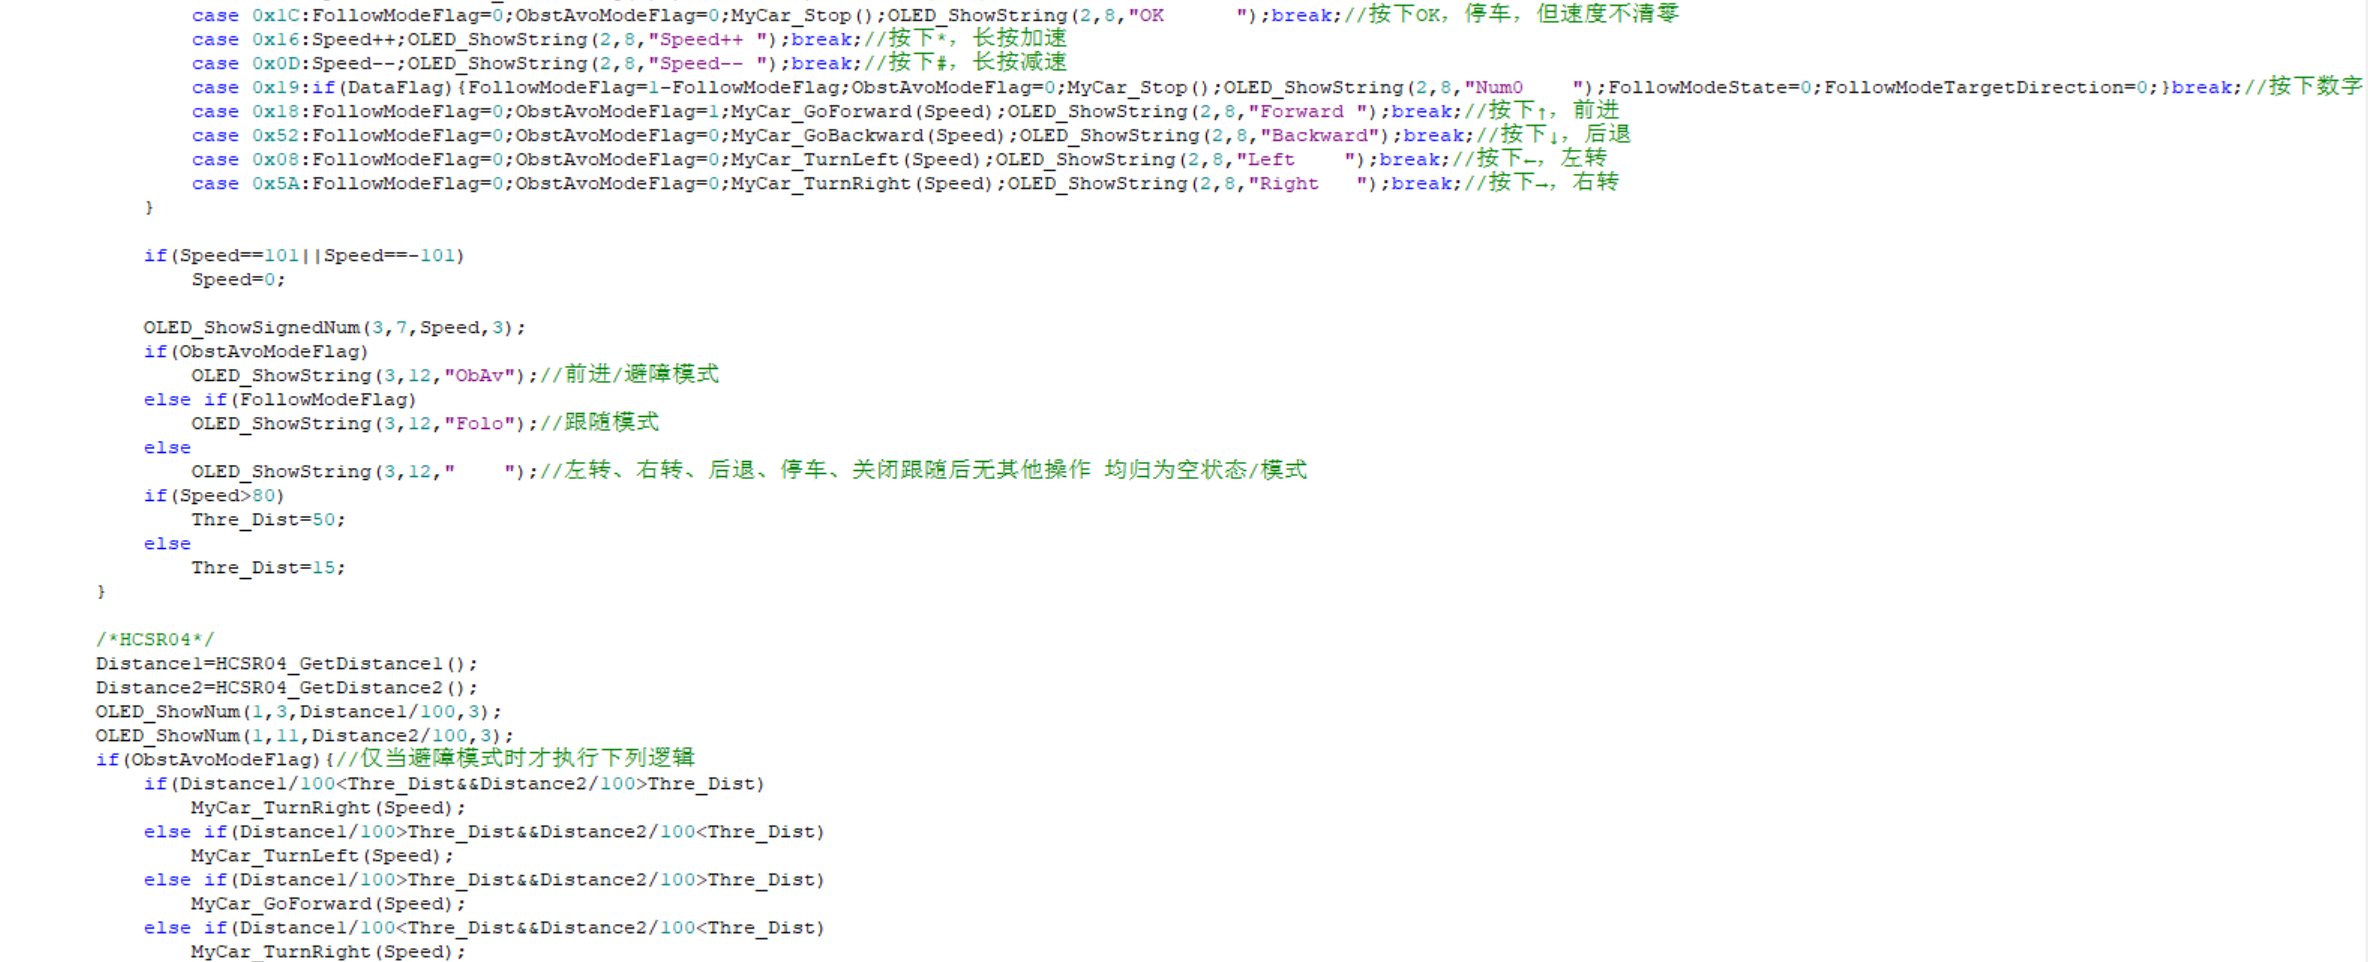 case 0x1C:FollowModeFlag=0;ObstAvoModeFlag=0;MyCar_Stop();OLED_ShowString(2,8,"OK      ");break;//按下OK，停车，但速度不清零
case 0x16:Speed++;OLED_ShowString(2,8,"Speed++ ");break;//按下*，长按加速
case 0x0D:Speed--;OLED_ShowString(2,8,"Speed-- ");break;//按下#，长按减速
case 0x19:if(DataFlag){FollowModeFlag=1-FollowModeFlag;ObstAvoModeFlag=0;MyCar_Stop();OLED_ShowString(2,8,"Num0    ");FollowModeState=0;FollowModeTargetDirection=0;}break;//按下数字
case 0x18:FollowModeFlag=0;ObstAvoModeFlag=1;MyCar_GoForward(Speed);OLED_ShowString(2,8,"Forward ");break;//按下↑，前进
case 0x52:FollowModeFlag=0;ObstAvoModeFlag=0;MyCar_GoBackward(Speed);OLED_ShowString(2,8,"Backward");break;//按下↓，后退
case 0x08:FollowModeFlag=0;ObstAvoModeFlag=0;MyCar_TurnLeft(Speed);OLED_ShowString(2,8,"Left    ");break;//按下←，左转
case 0x5A:FollowModeFlag=0;ObstAvoModeFlag=0;MyCar_TurnRight(Speed);OLED_ShowString(2,8,"Right   ");break;//按下→，右转
}
if(Speed==101||Speed==-101)
Speed=0;
OLED_ShowSignedNum(3,7,Speed,3);
if(ObstAvoModeFlag)
OLED_ShowString(3,12,"ObAv");//前进/避障模式
else if(FollowModeFlag)
OLED_ShowString(3,12,"Folo");//跟随模式
else
OLED_ShowString(3,12,"    ");//左转、右转、后退、停车、关闭跟随后无其他操作 均归为空状态/模式
if(Speed>80)
Thre_Dist=50;
else
Thre_Dist=15;
}
/*HCSR04*/
Distance1=HCSR04_GetDistance1();
Distance2=HCSR04_GetDistance2();
OLED_ShowNum(1,3,Distance1/100,3);
OLED_ShowNum(1,11,Distance2/100,3);
if(ObstAvoModeFlag){//仅当避障模式时才执行下列逻辑
if(Distance1/100<Thre_Dist&&Distance2/100>Thre_Dist)
MyCar_TurnRight(Speed);
else if(Distance1/100>Thre_Dist&&Distance2/100<Thre_Dist)
MyCar_TurnLeft(Speed);
else if(Distance1/100>Thre_Dist&&Distance2/100>Thre_Dist)
MyCar_GoForward(Speed);
else if(Distance1/100<Thre_Dist&&Distance2/100<Thre_Dist)
MyCar_TurnRight(Speed);